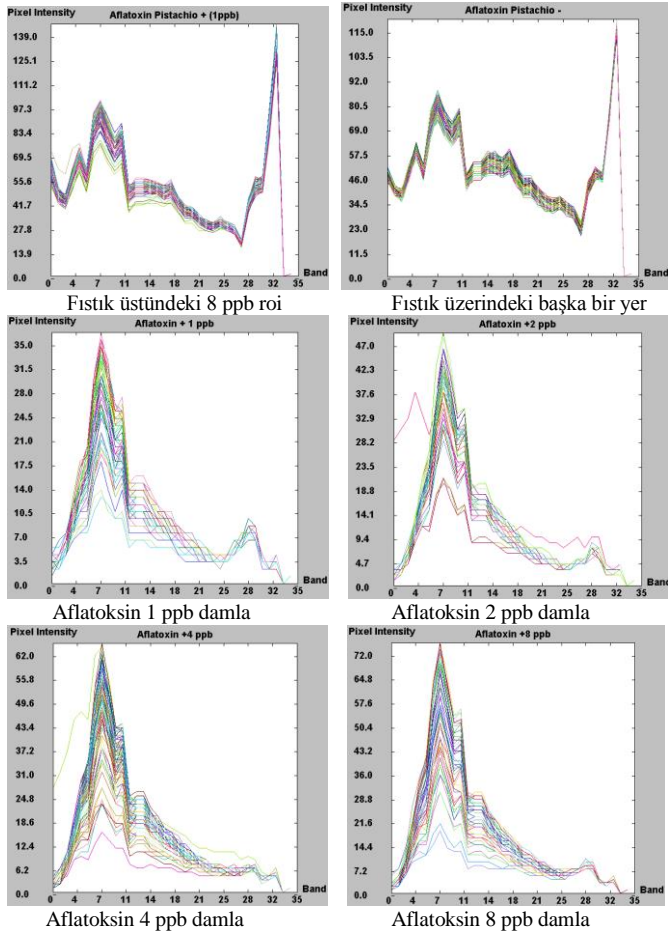 Pixel Intensity Aflatoxin Pistachio + (1ppb)
139.0
125.1
97.3
83.4
69.5
55.6
41.7
27.8
13.9
0.0
0 4 7 11 14 18 21 25 28 32 35
Band
Fıstık üstündeki 8 ppb roi
Pixel Intensity Aflatoxin Pistachio -
115.0
92.0
80.5
69.0
57.5
46.0
34.5
23.0
11.5
0.0
0 4 7 11 14 18 21 25 28 32 35
Band
Fıstık üzerindeki başka bir yer
Pixel Intensity Aflatoxin + 1 ppb
35.0
31.5
28.0
24.5
21.0
17.5
14.0
10.5
7.0
3.5
0.0
0 4 7 11 14 18 21 25 28 32 35
Band
Aflatoksin 1 ppb damla
Pixel Intensity Aflatoxin +2 ppb
47.0
42.3
37.6
32.9
28.2
23.5
18.8
14.1
9.4
4.7
0.0
0 4 7 11 14 18 21 25 28 32 35
Band
Aflatoksin 2 ppb damla
Pixel Intensity Aflatoxin +4 ppb
62.0
55.8
49.6
43.4
37.2
31.0
24.8
18.6
12.4
6.2
0.0
0 4 7 11 14 18 21 25 28 32 35
Band
Aflatoksin 4 ppb damla
Pixel Intensity Aflatoxin +8 ppb
72.0
64.8
57.6
50.4
43.2
36.0
28.8
21.6
14.4
7.2
0.0
0 4 7 11 14 18 21 25 28 32 35
Band
Aflatoksin 8 ppb damla